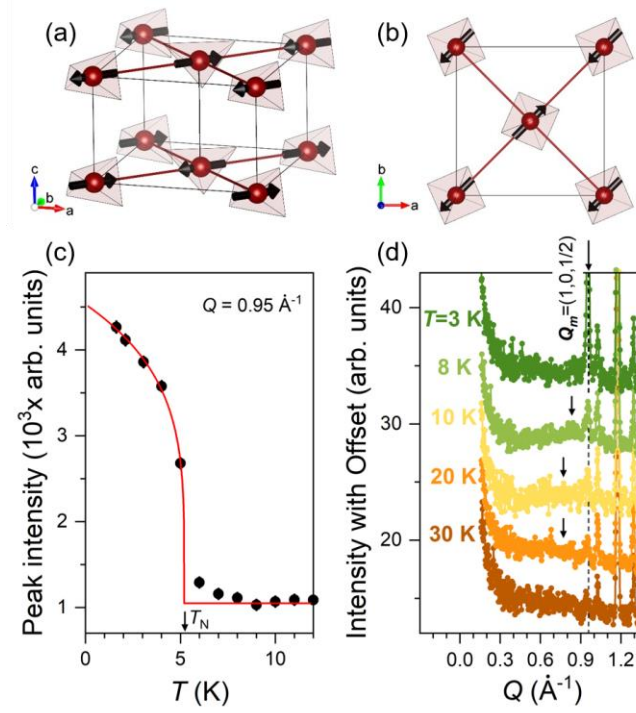 (a)
(b)
c
b
a
b
a
(c)
Peak intensity (10³x arb. units)
Q = 0.95 Å⁻¹
4
3
2
1
T_N
0
5
10
T (K)
(d)
Intensity with Offset (arb. units)
Q_m=(1,0,1/2)
40
30
20
T=3 K
8 K
10 K
20 K
30 K
0.0
0.3
0.6
0.9
1.2
Q (Å⁻¹)